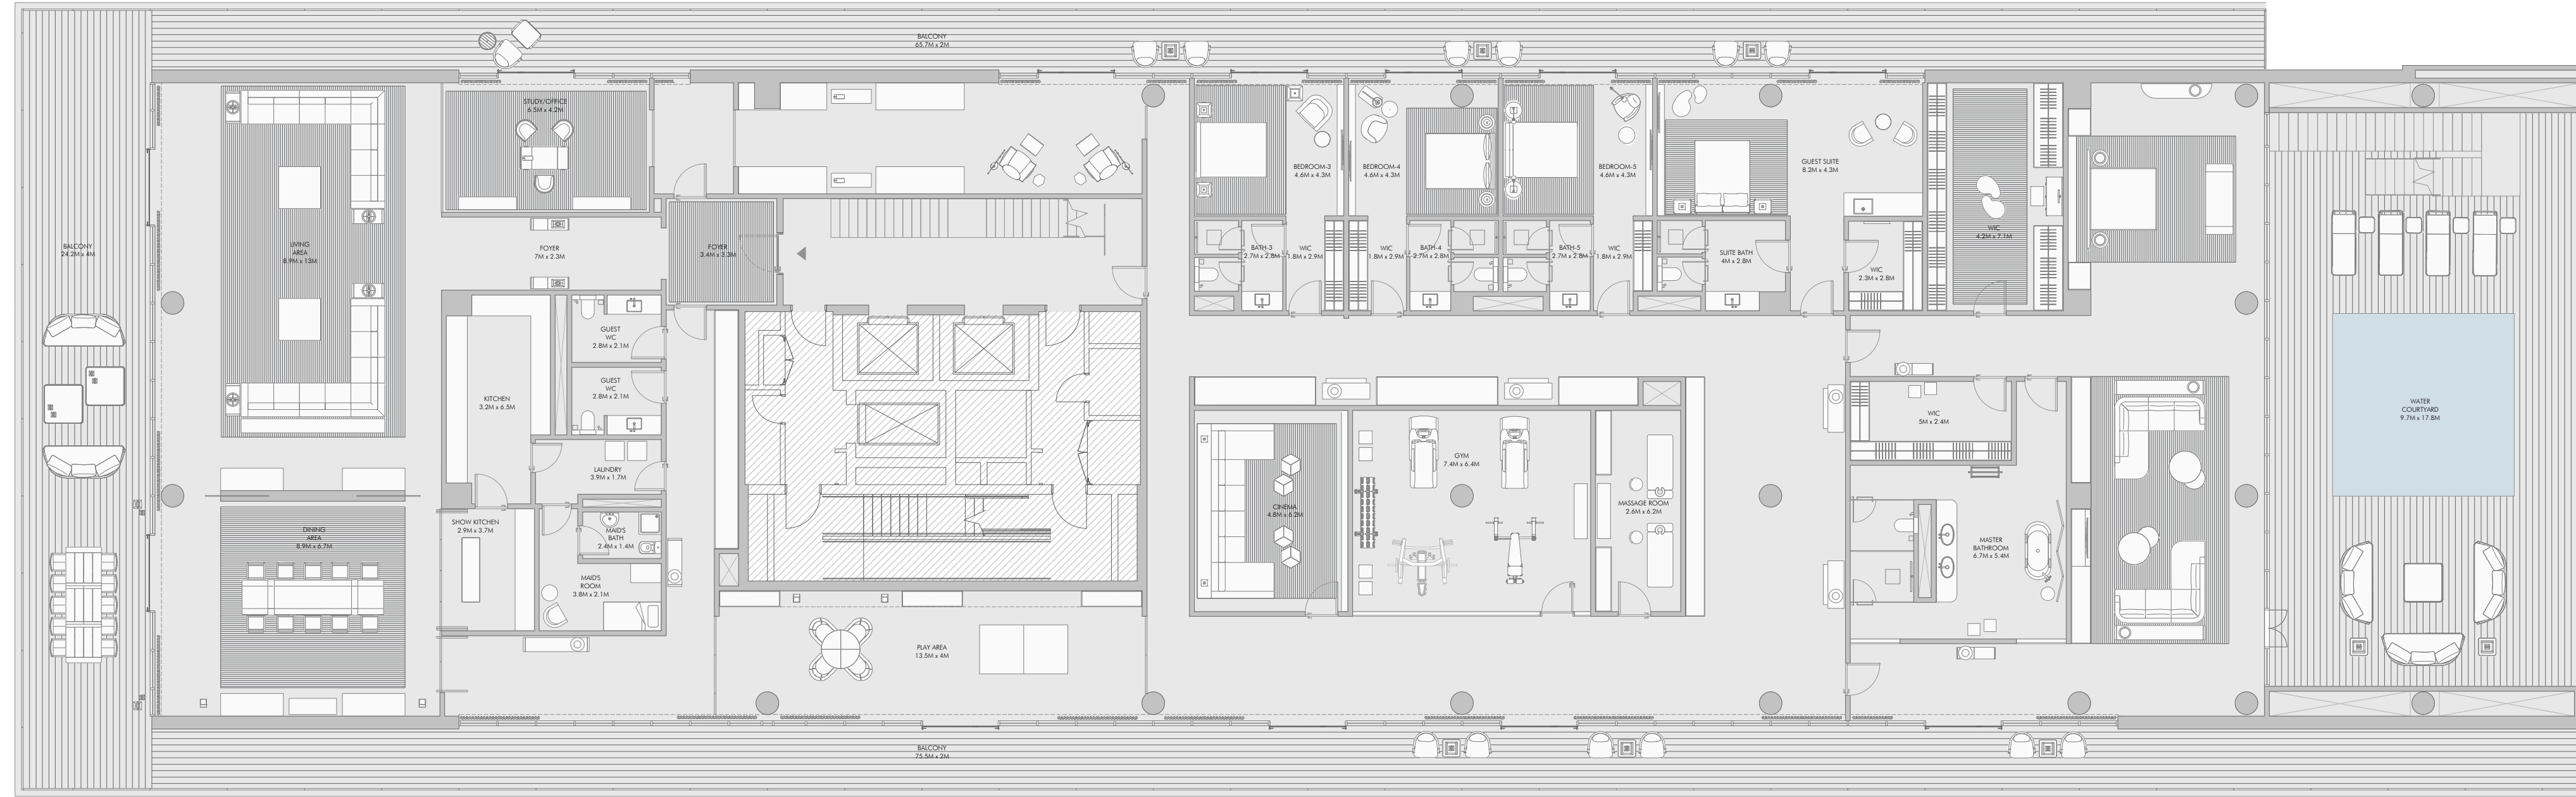 BALCONY
65.7M x 2M
STUDY/OFFICE
6.5M x 4.2M
BEDROOM-3
4.6M x 4.3M
BEDROOM-4
4.6M x 4.3M
BEDROOM-5
4.6M x 4.3M
GUEST SUITE
8.2M x 4.3M
WIC
4.2M x 7.1M
BALCONY
24.2M x 4M
LIVING
AREA
8.9M x 13M
FOYER
7M x 2.3M
FOYER
3.4M x 3.3M
BATH-3
2.7M x 2.8M
WIC
1.8M x 2.9M
WIC
1.8M x 2.9M
BATH-4
2.7M x 2.8M
BATH-5
2.7M x 2.8M
WIC
1.8M x 2.9M
SUITE BATH
4M x 2.8M
WIC
2.3M x 2.8M
GUEST
WC
2.8M x 2.1M
GUEST
WC
2.8M x 2.1M
KITCHEN
3.2M x 6.5M
WIC
5M x 2.4M
WATER
COURTYARD
9.7M x 17.8M
LAUNDRY
3.9M x 1.7M
GYM
7.4M x 6.4M
CINEMA
4.8M x 6.2M
MASSAGE ROOM
2.6M x 6.2M
DINING
AREA
8.9M x 6.7M
SHOW KITCHEN
2.9M x 3.7M
MAID'S
BATH
2.4M x 1.4M
MASTER
BATHROOM
6.7M x 5.4M
MAID'S
ROOM
3.8M x 2.1M
PLAY AREA
13.5M x 4M
BALCONY
75.5M x 2M